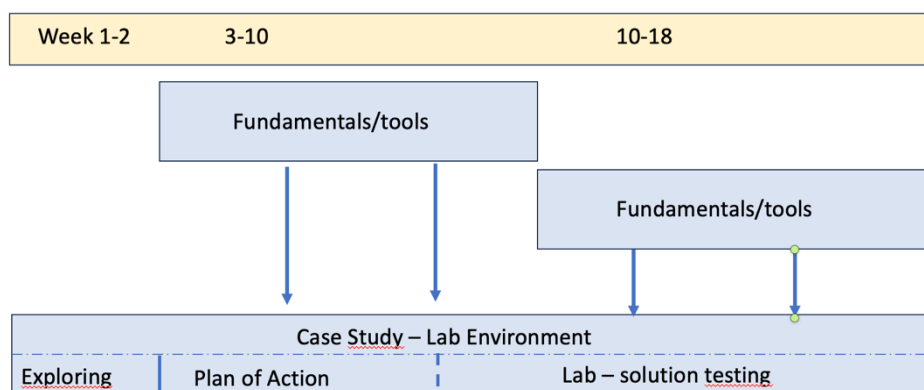 Week 1-2 3-10 10-18
Fundamentals/tools
Fundamentals/tools
Case Study – Lab Environment
Exploring Plan of Action Lab – solution testing